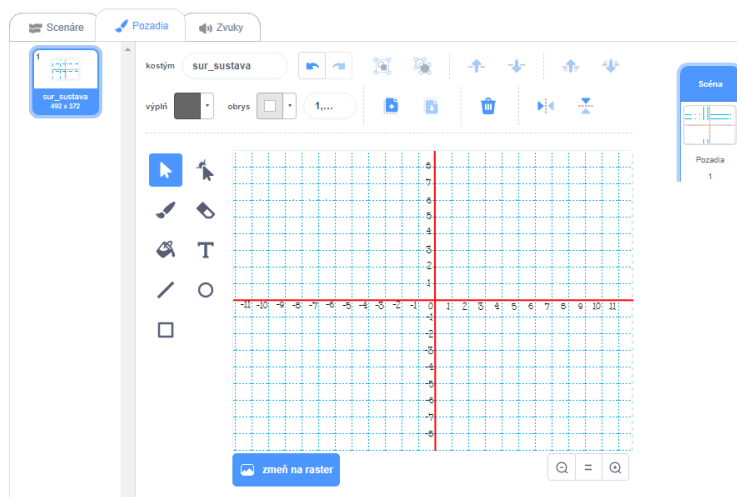 Scenáre
Pozadia
Zvuky
1
sur_sustava
492 x 372
kostým
sur_sustava
výplň
obrys
1,...
Scéna
Pozadia
1
8
7
6
5
4
3
2
1
-11 -10 -9 -8 -7 -6 -5 -4 -3 -2 -1 0 1 2 3 4 5 6 7 8 9 10 11
-1
-2
-3
-4
-5
-6
-7
-8
zmeň na raster